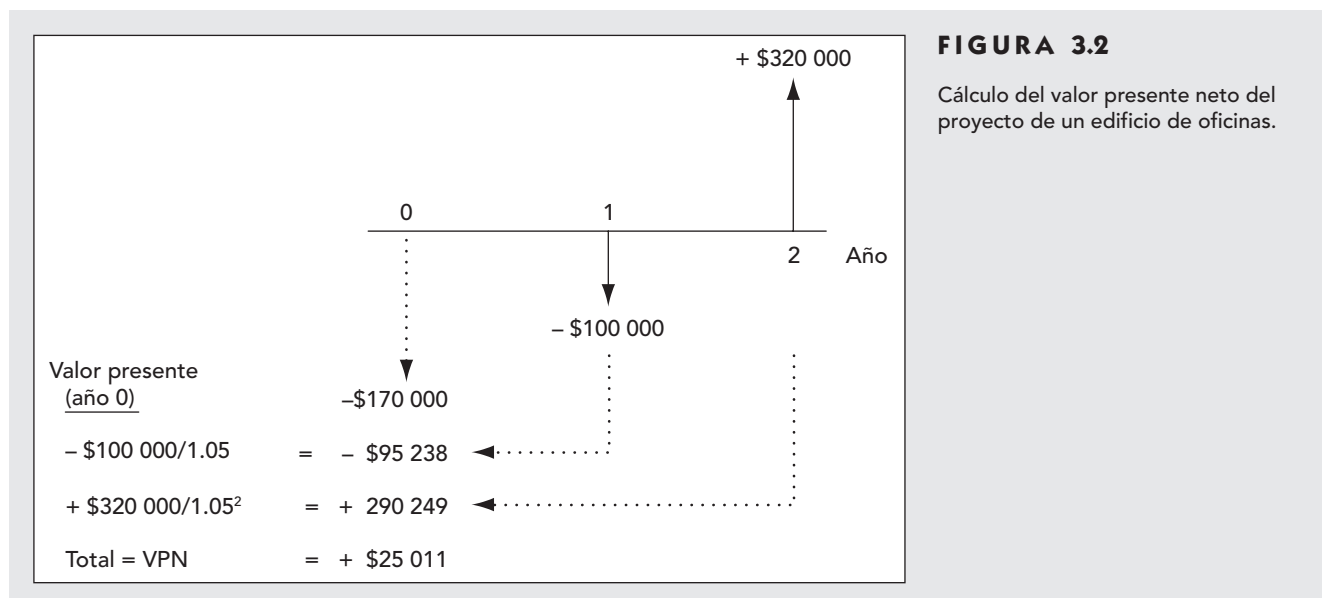 FIGURA 3.2
Cálculo del valor presente neto del
proyecto de un edificio de oficinas.
+ $320 000
0 1
2 Año
– $100 000
Valor presente
(año 0)
–$170 000
– $100 000/1.05 = – $95 238
+ $320 000/1.05² = + 290 249
Total = VPN = + $25 011